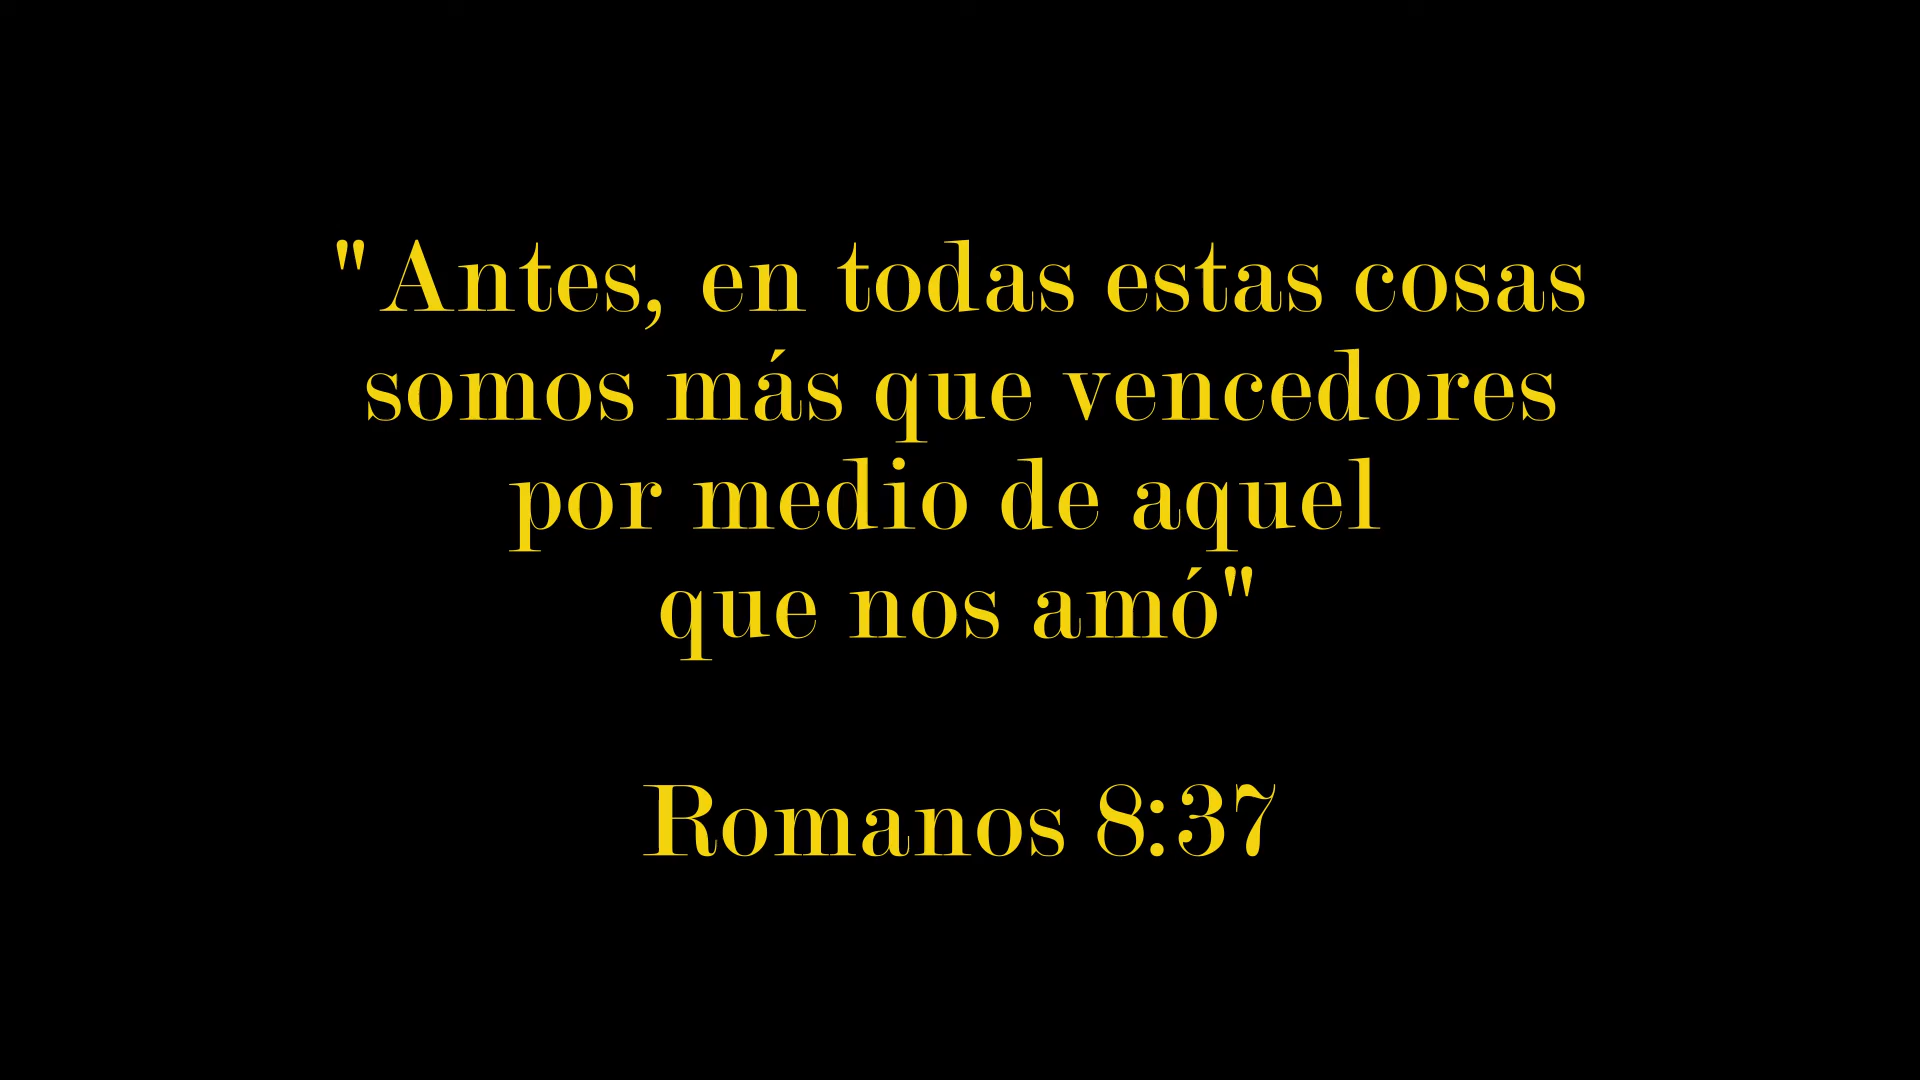 "Antes, en todas estas cosas
somos más que vencedores
por medio de aquel
que nos amó"
Romanos 8:37